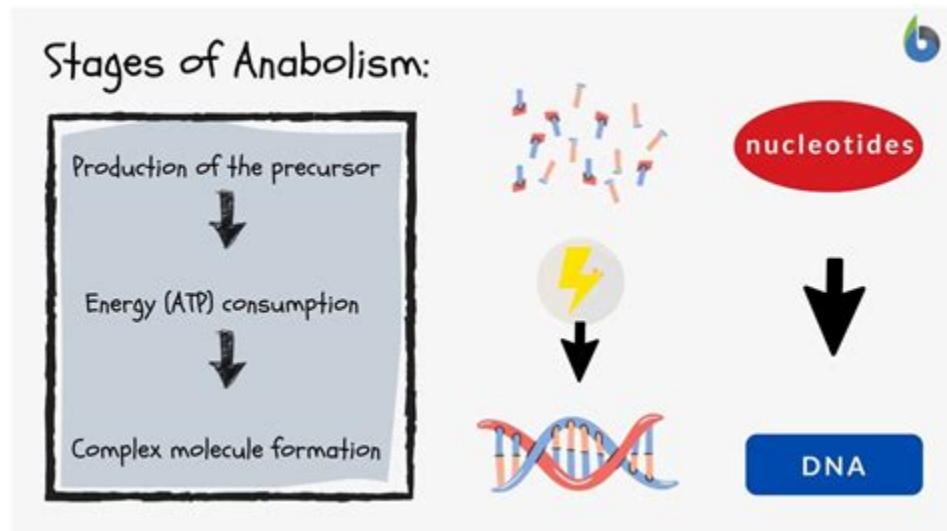 Stages of Anabolism:
Production of the precursor
Energy (ATP) consumption
Complex molecule formation
nucleotides
DNA